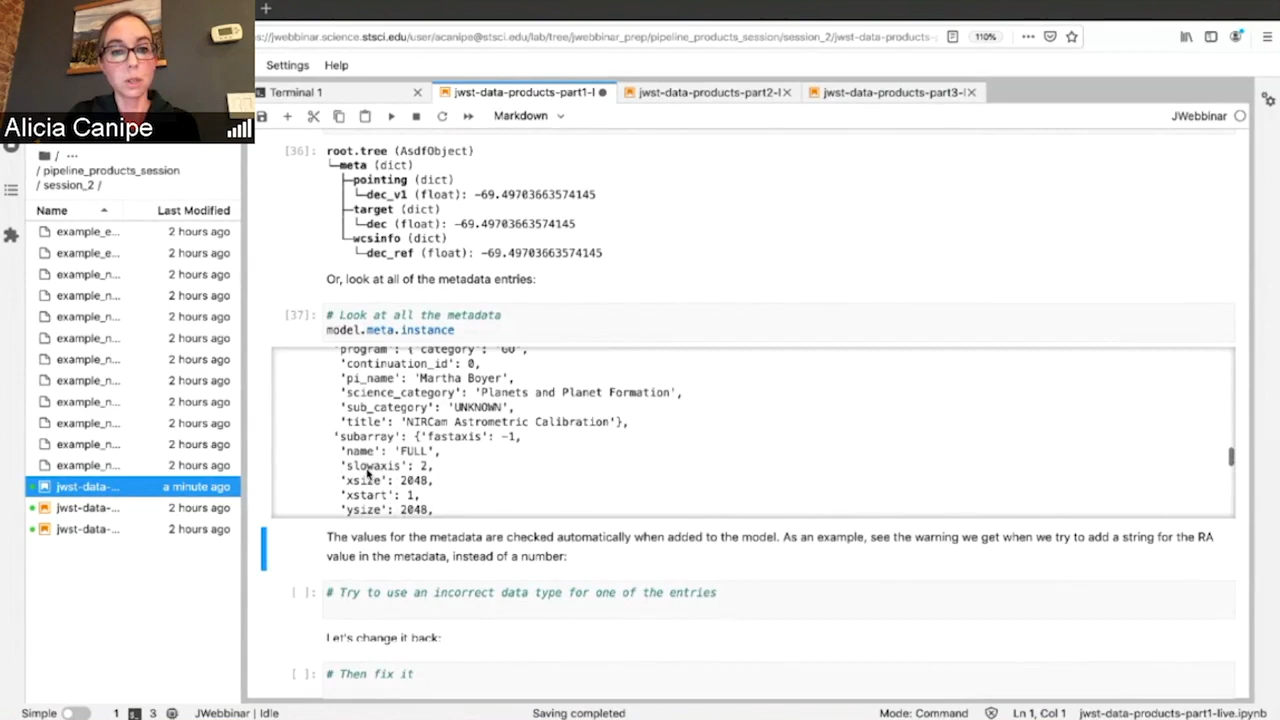 Alicia Canipe
s://jwebbinar.science.stsci.edu/user/acanipe@stsci.edu/lab/tree/jwebbinar_prep/pipeline_products_session/session_2/jwst-data-products-
110%
Settings Help
Terminal 1
jwst-data-products-part1-l
jwst-data-products-part2-l
jwst-data-products-part3-l
Markdown
JWebbinar
/ ...
/ pipeline_products_session
/ session_2 /
Name Last Modified
example_e... 2 hours ago
example_e... 2 hours ago
example_n... 2 hours ago
example_n... 2 hours ago
example_n... 2 hours ago
example_n... 2 hours ago
example_n... 2 hours ago
example_n... 2 hours ago
example_n... 2 hours ago
example_n... 2 hours ago
example_n... 2 hours ago
example_n... 2 hours ago
jwst-data-... a minute ago
jwst-data-... 2 hours ago
jwst-data-... 2 hours ago
[36]: root.tree (AsdfObject)
└─meta (dict)
├─pointing (dict)
│ └─dec_v1 (float): -69.49703663574145
├─target (dict)
│ └─dec (float): -69.49703663574145
└─wcsinfo (dict)
└─dec_ref (float): -69.49703663574145
Or, look at all of the metadata entries:
[37]: # Look at all the metadata
model.meta.instance
'program': {'category': 'GO',
'continuation_id': 0,
'pi_name': 'Martha Boyer',
'science_category': 'Planets and Planet Formation',
'sub_category': 'UNKNOWN',
'title': 'NIRCam Astrometric Calibration'},
'subarray': {'fastaxis': -1,
'name': 'FULL',
'slowaxis': 2,
'xsize': 2048,
'xstart': 1,
'ysize': 2048,
The values for the metadata are checked automatically when added to the model. As an example, see the warning we get when we try to add a string for the RA
value in the metadata, instead of a number:
[ ]: # Try to use an incorrect data type for one of the entries
Let's change it back:
[ ]: # Then fix it
Simple 1 3 JWebbinar | Idle Saving completed Mode: Command Ln 1, Col 1 jwst-data-products-part1-live.ipynb